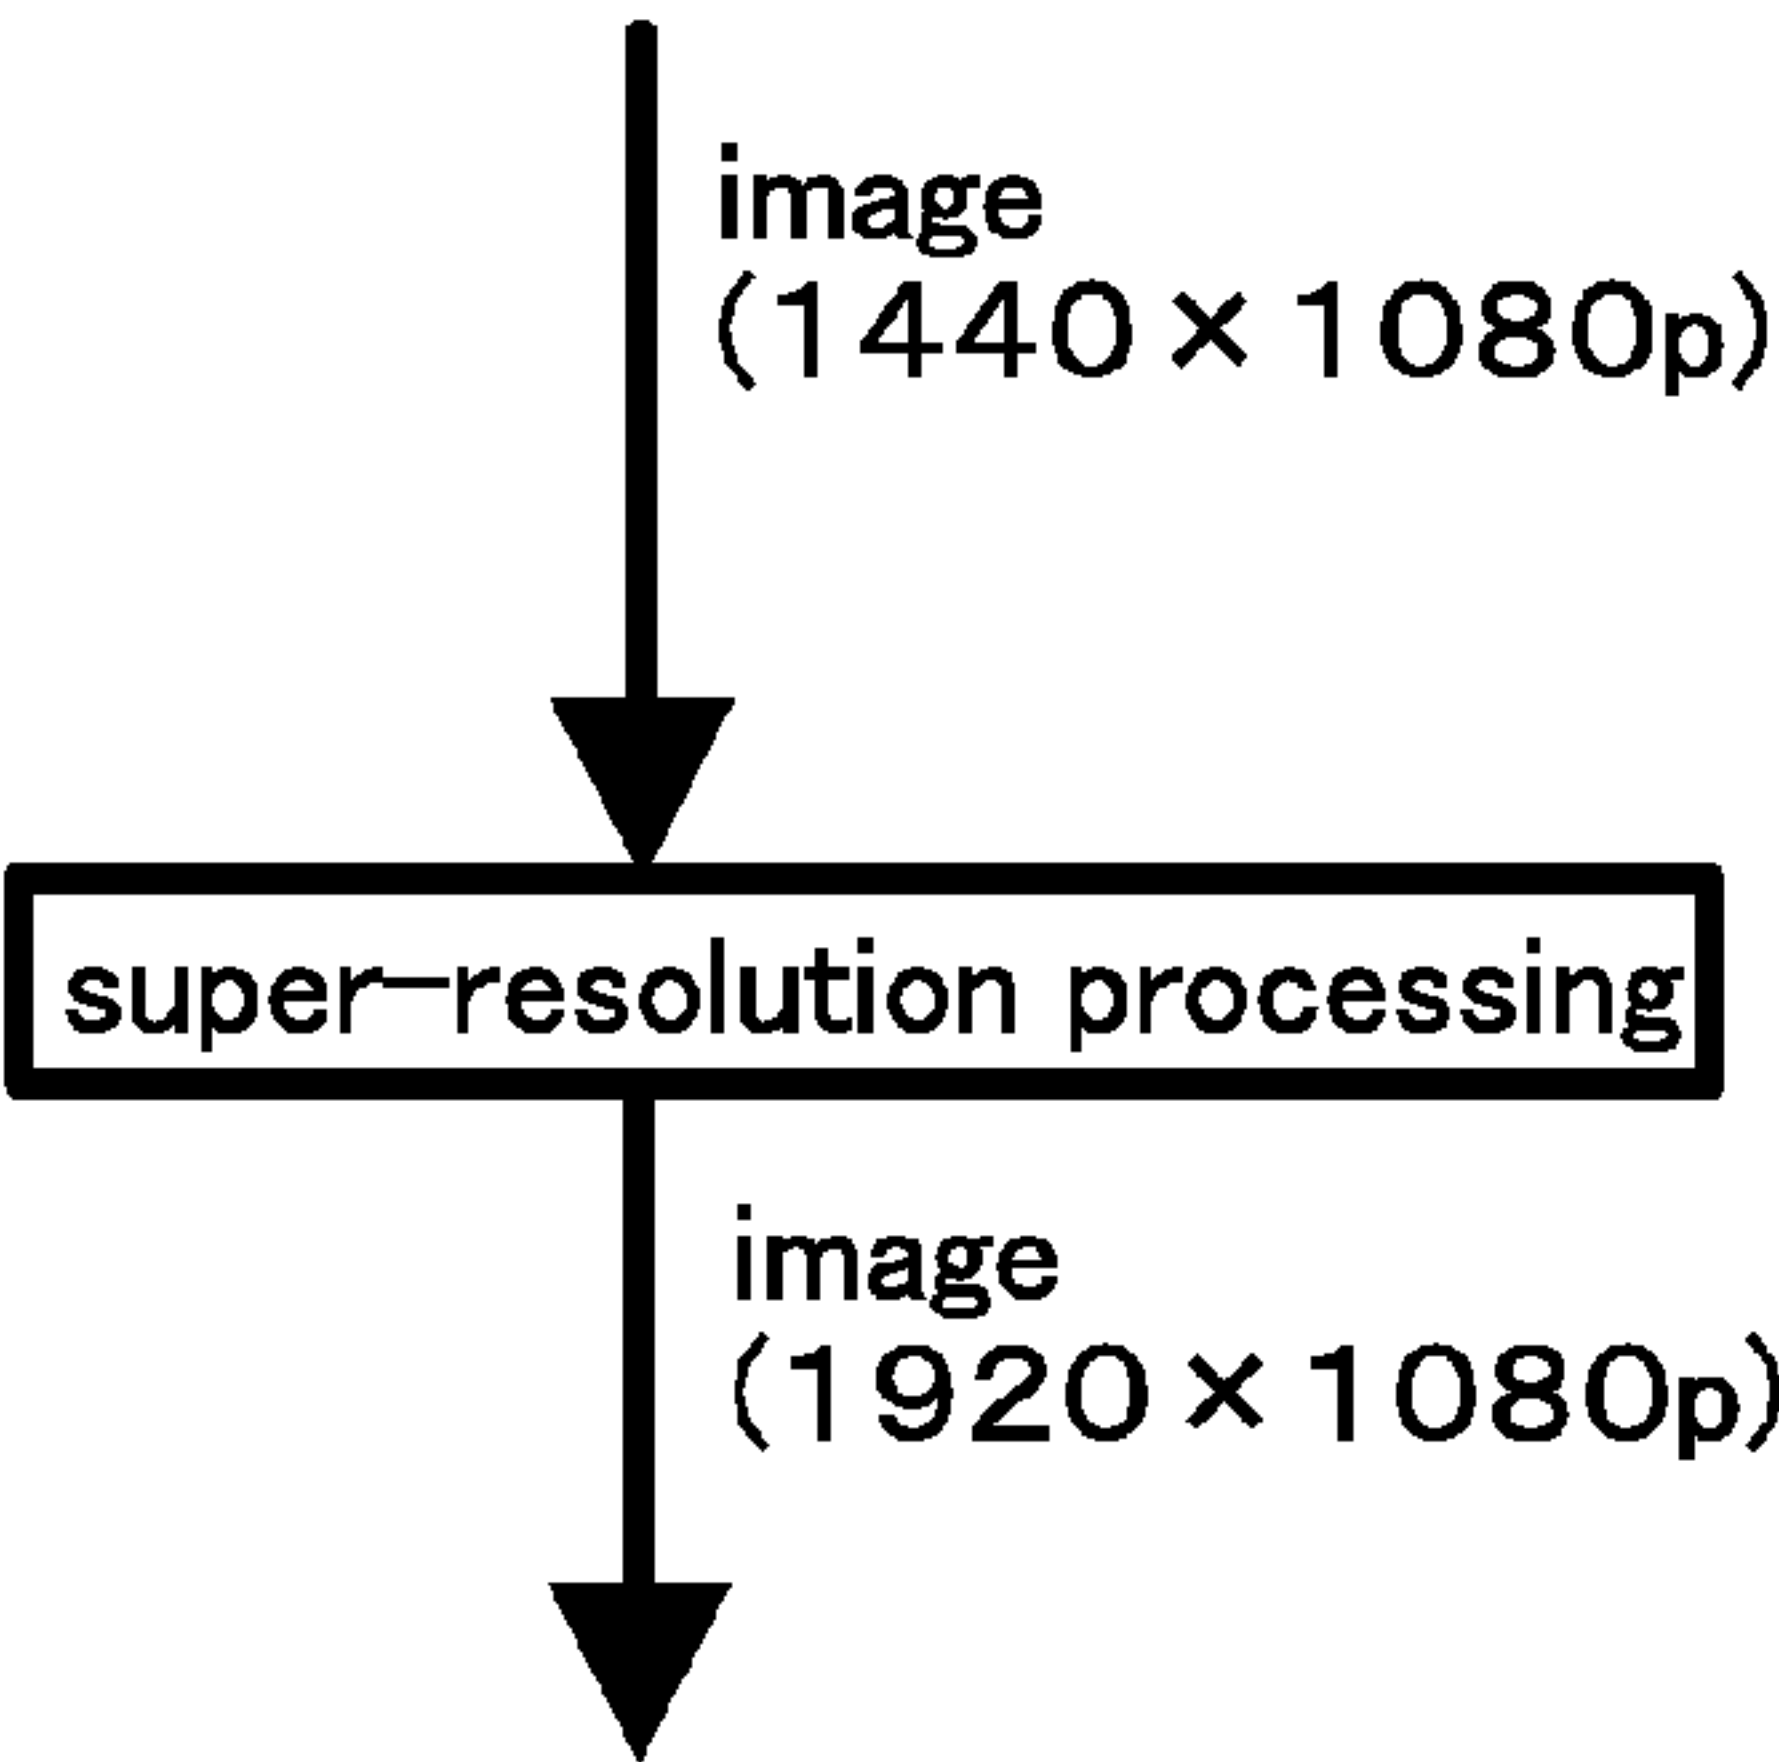 image
(1440×1080p)
super-resolution processing
image
(1920×1080p)